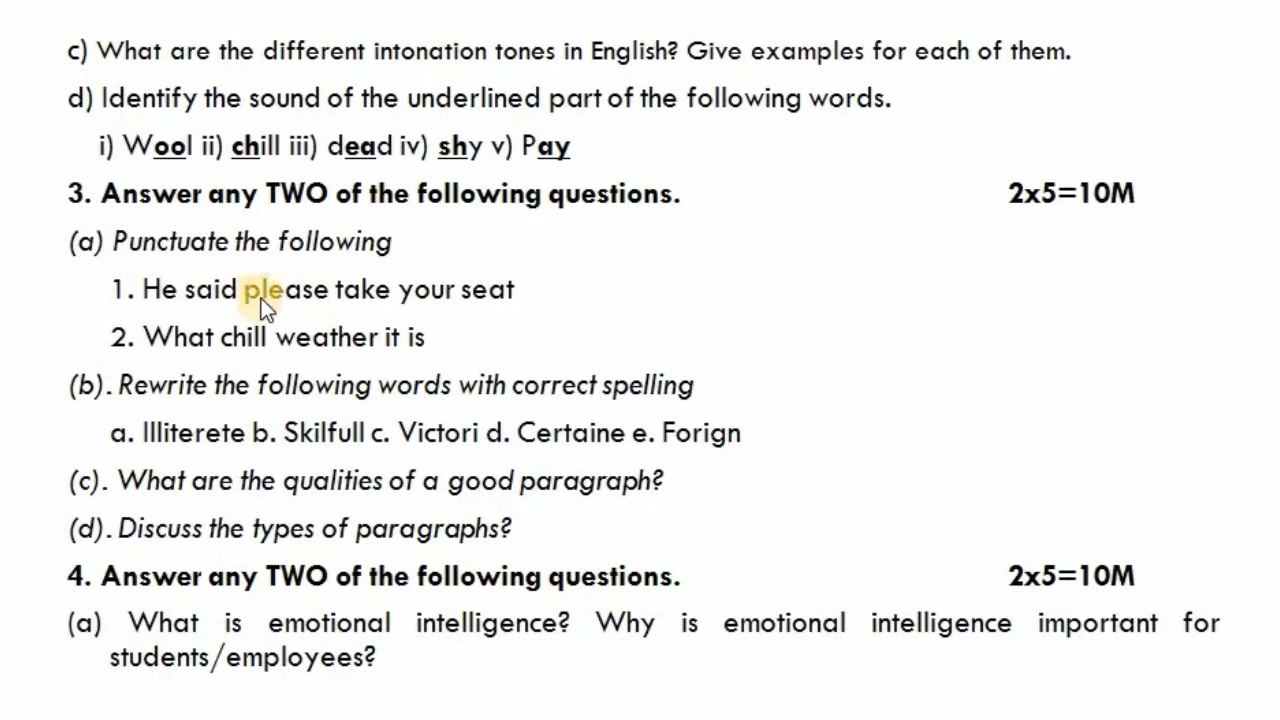 c) What are the different intonation tones in English? Give examples for each of them.
d) Identify the sound of the underlined part of the following words.
i) Wool ii) chill iii) dead iv) shy v) Pay
3. Answer any TWO of the following questions. 2x5=10M
(a) Punctuate the following
1. He said please take your seat
2. What chill weather it is
(b). Rewrite the following words with correct spelling
a. Illiterete b. Skilfull c. Victori d. Certaine e. Forign
(c). What are the qualities of a good paragraph?
(d). Discuss the types of paragraphs?
4. Answer any TWO of the following questions. 2x5=10M
(a) What is emotional intelligence? Why is emotional intelligence important for
students/employees?